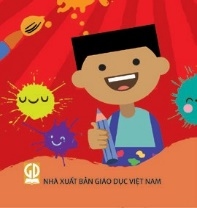 NHÀ XUẤT BẢN GIÁO DỤC VIỆT NAM